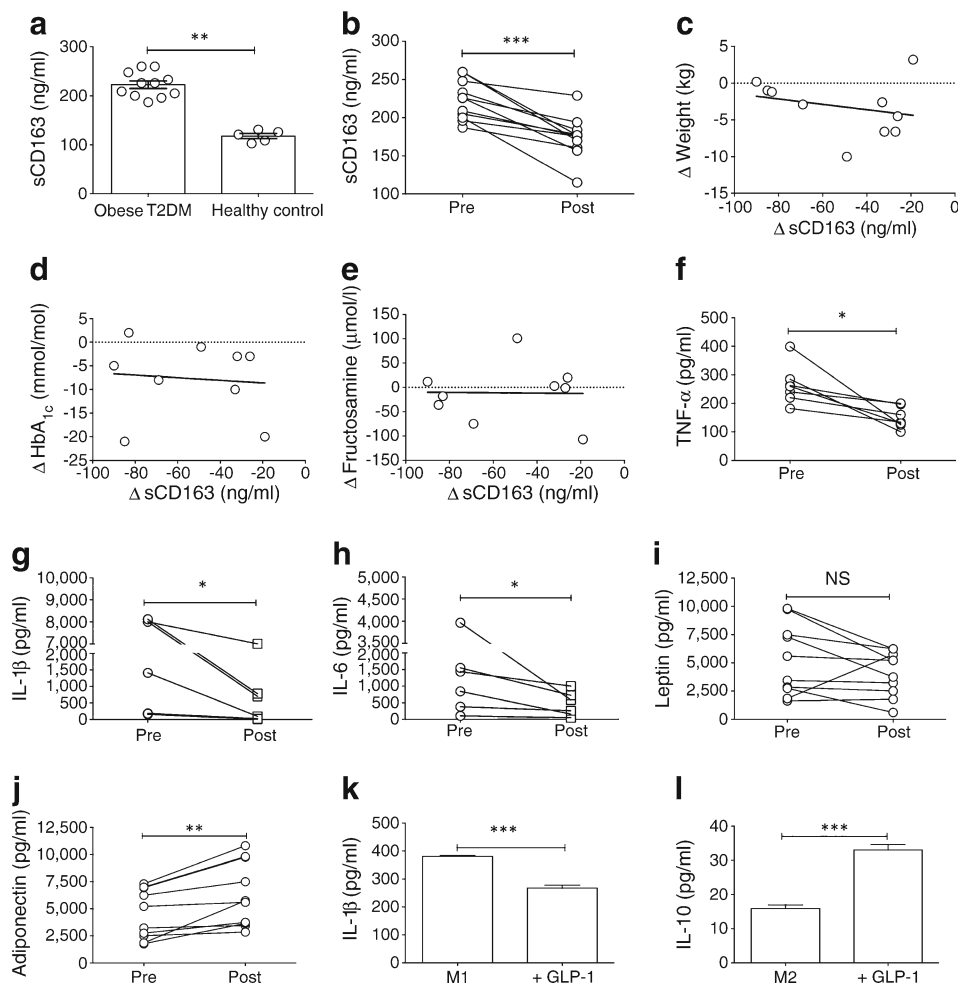 a
**
sCD163 (ng/ml)
300
200
100
0
Obese T2DM
Healthy control
b
***
sCD163 (ng/ml)
300
250
200
150
100
Pre
Post
c
Δ Weight (kg)
5
0
-5
-10
-15
-100
-80
-60
-40
-20
0
Δ sCD163 (ng/ml)
d
Δ HbA1c (mmol/mol)
5
0
-5
-10
-15
-20
-25
-100
-80
-60
-40
-20
0
Δ sCD163 (ng/ml)
e
Δ Fructosamine (μmol/l)
150
100
50
0
-50
-100
-150
-100
-80
-60
-40
-20
0
Δ sCD163 (ng/ml)
f
*
TNF-α (pg/ml)
500
400
300
200
100
0
Pre
Post
g
*
IL-1β (pg/ml)
10,000
9,000
8,000
7,000
2,000
1,500
1,000
500
0
Pre
Post
h
*
IL-6 (pg/ml)
5,000
4,500
4,000
3,500
2,000
1,500
1,000
500
0
Pre
Post
i
NS
Leptin (pg/ml)
12,500
10,000
7,500
5,000
2,500
0
Pre
Post
j
**
Adiponectin (pg/ml)
12,500
10,000
7,500
5,000
2,500
0
Pre
Post
k
***
IL-1β (pg/ml)
500
400
300
200
100
0
M1
+ GLP-1
l
***
IL-10 (pg/ml)
40
30
20
10
0
M2
+ GLP-1